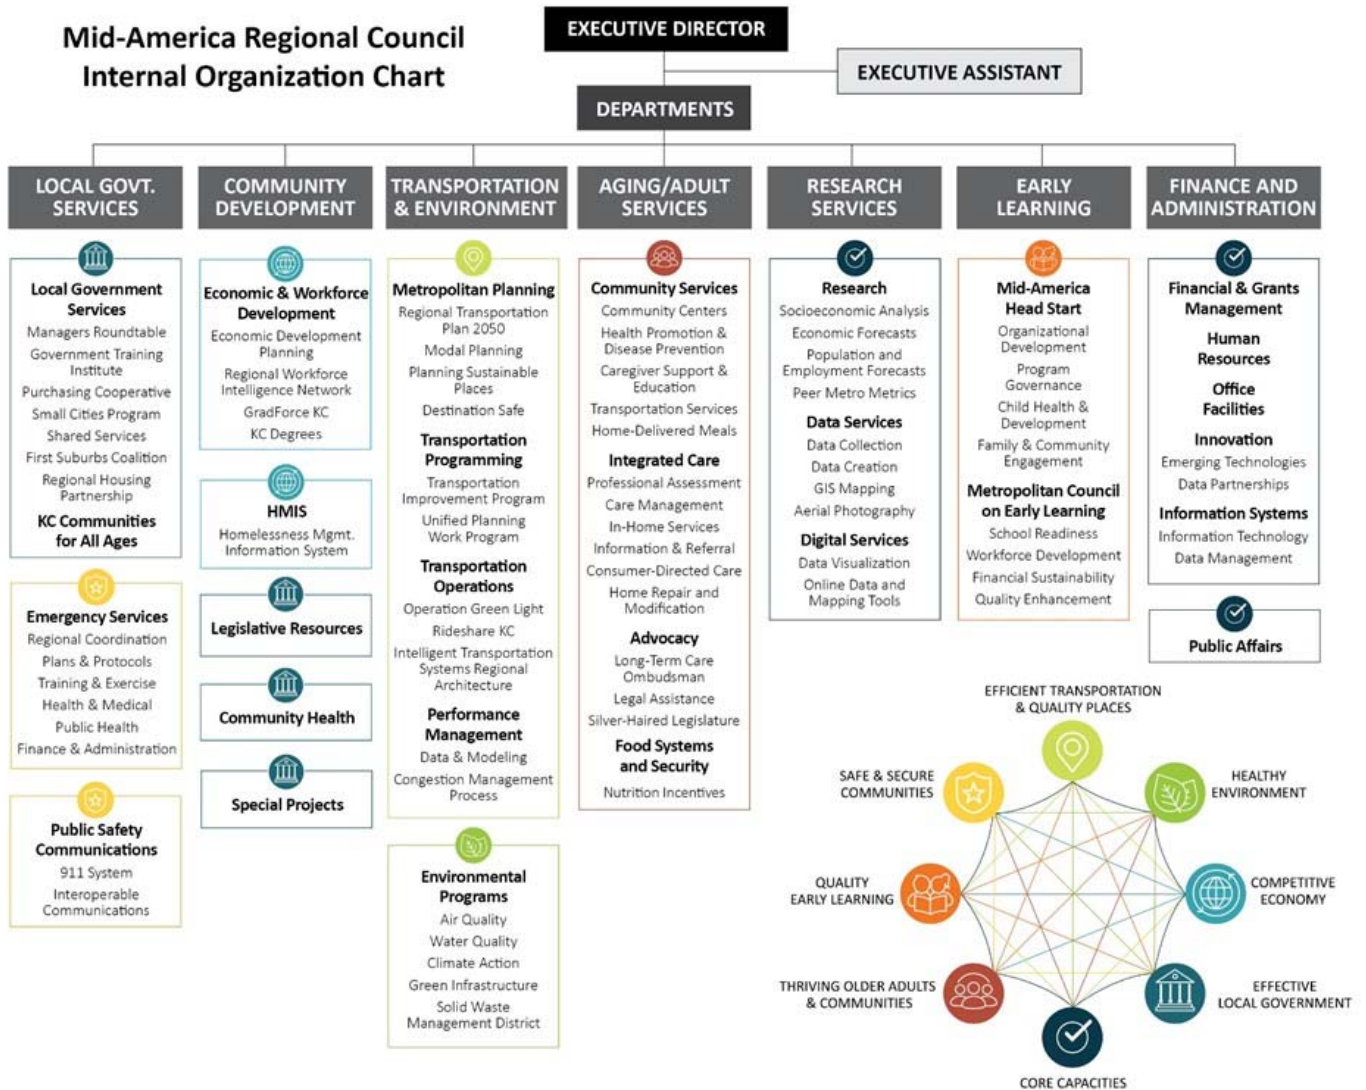 Mid-America Regional Council
Internal Organization Chart
EXECUTIVE DIRECTOR
EXECUTIVE ASSISTANT
DEPARTMENTS
LOCAL GOVT.
SERVICES
Local Government
Services
Managers Roundtable
Government Training
Institute
Purchasing Cooperative
Small Cities Program
Shared Services
First Suburbs Coalition
Regional Housing
Partnership
KC Communities
for All Ages
Emergency Services
Regional Coordination
Plans & Protocols
Training & Exercise
Health & Medical
Public Health
Finance & Administration
Public Safety
Communications
911 System
Interoperable
Communications
COMMUNITY
DEVELOPMENT
Economic & Workforce
Development
Economic Development
Planning
Regional Workforce
Intelligence Network
GradForce KC
KC Degrees
HMIS
Homelessness Mgmt.
Information System
Legislative Resources
Community Health
Special Projects
TRANSPORTATION
& ENVIRONMENT
Metropolitan Planning
Regional Transportation
Plan 2050
Modal Planning
Planning Sustainable
Places
Destination Safe
Transportation
Programming
Transportation
Improvement Program
Unified Planning
Work Program
Transportation
Operations
Operation Green Light
Rideshare KC
Intelligent Transportation
Systems Regional
Architecture
Performance
Management
Data & Modeling
Congestion Management
Process
Environmental
Programs
Air Quality
Water Quality
Climate Action
Green Infrastructure
Solid Waste
Management District
AGING/ADULT
SERVICES
Community Services
Community Centers
Health Promotion &
Disease Prevention
Caregiver Support &
Education
Transportation Services
Home-Delivered Meals
Integrated Care
Professional Assessment
Care Management
In-Home Services
Information & Referral
Consumer-Directed Care
Home Repair and
Modification
Advocacy
Long-Term Care
Ombudsman
Legal Assistance
Silver-Haired Legislature
Food Systems
and Security
Nutrition Incentives
RESEARCH
SERVICES
Research
Socioeconomic Analysis
Economic Forecasts
Population and
Employment Forecasts
Peer Metro Metrics
Data Services
Data Collection
Data Creation
GIS Mapping
Aerial Photography
Digital Services
Data Visualization
Online Data and
Mapping Tools
EARLY
LEARNING
Mid-America
Head Start
Organizational
Development
Program
Governance
Child Health &
Development
Family & Community
Engagement
Metropolitan Council
on Early Learning
School Readiness
Workforce Development
Financial Sustainability
Quality Enhancement
FINANCE AND
ADMINISTRATION
Financial & Grants
Management
Human
Resources
Office
Facilities
Innovation
Emerging Technologies
Data Partnerships
Information Systems
Information Technology
Data Management
Public Affairs
EFFICIENT TRANSPORTATION
& QUALITY PLACES
SAFE & SECURE
COMMUNITIES
HEALTHY
ENVIRONMENT
QUALITY
EARLY LEARNING
COMPETITIVE
ECONOMY
THRIVING OLDER ADULTS
& COMMUNITIES
EFFECTIVE
LOCAL GOVERNMENT
CORE CAPACITIES